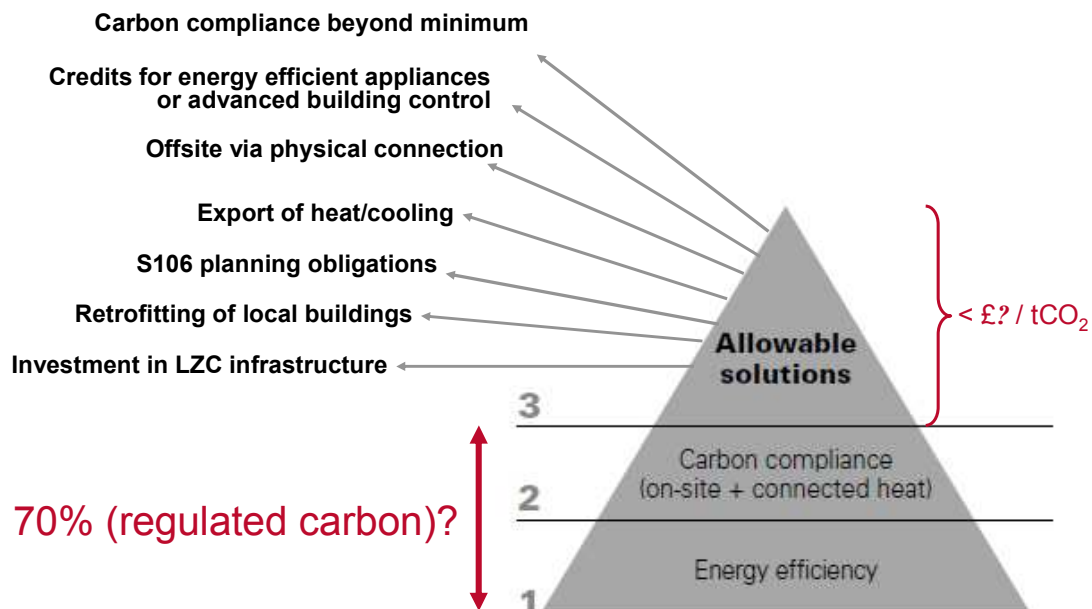 Carbon compliance beyond minimum
Credits for energy efficient appliances
or advanced building control
Offsite via physical connection
Export of heat/cooling
S106 planning obligations
Retrofitting of local buildings
Investment in LZC infrastructure
< £? / tCO₂
Allowable
solutions
3
Carbon compliance
(on-site + connected heat)
2
70% (regulated carbon)?
Energy efficiency
1